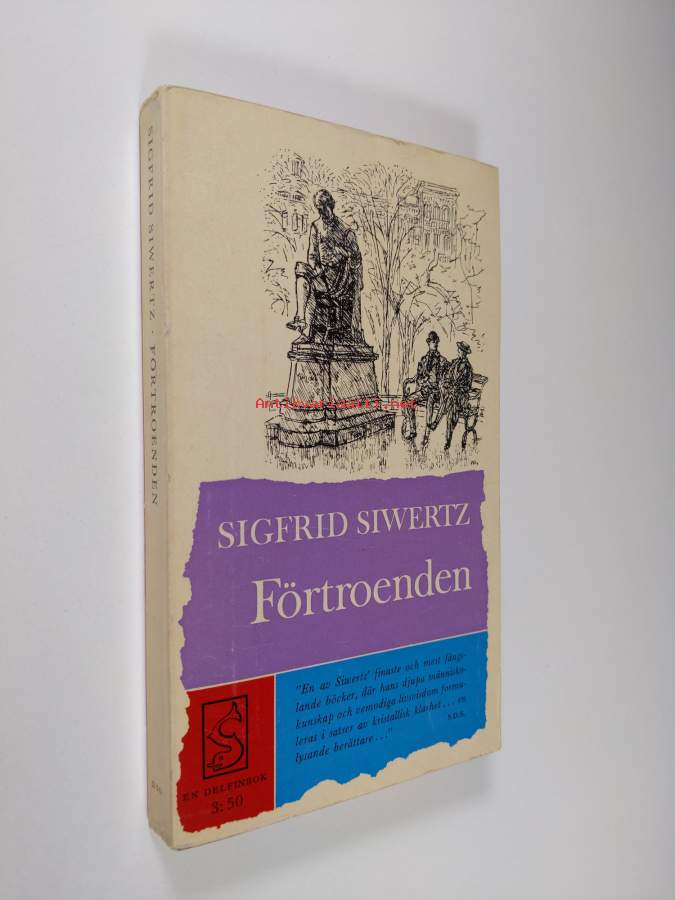 SIGFRID SIWERTZ · FÖRTROENDEN
Antikvariaatti.net
SIGFRID SIWERTZ
Förtroenden
"En av Siwertz' finaste och mest fängs-
lande böcker, där hans djupa människo-
kunskap och vemodiga livsvisdom formu-
leras i satser av kristallisk klarhet... en
lysande berättare..."
S.D.S.
EN DELFINBOK
3:50